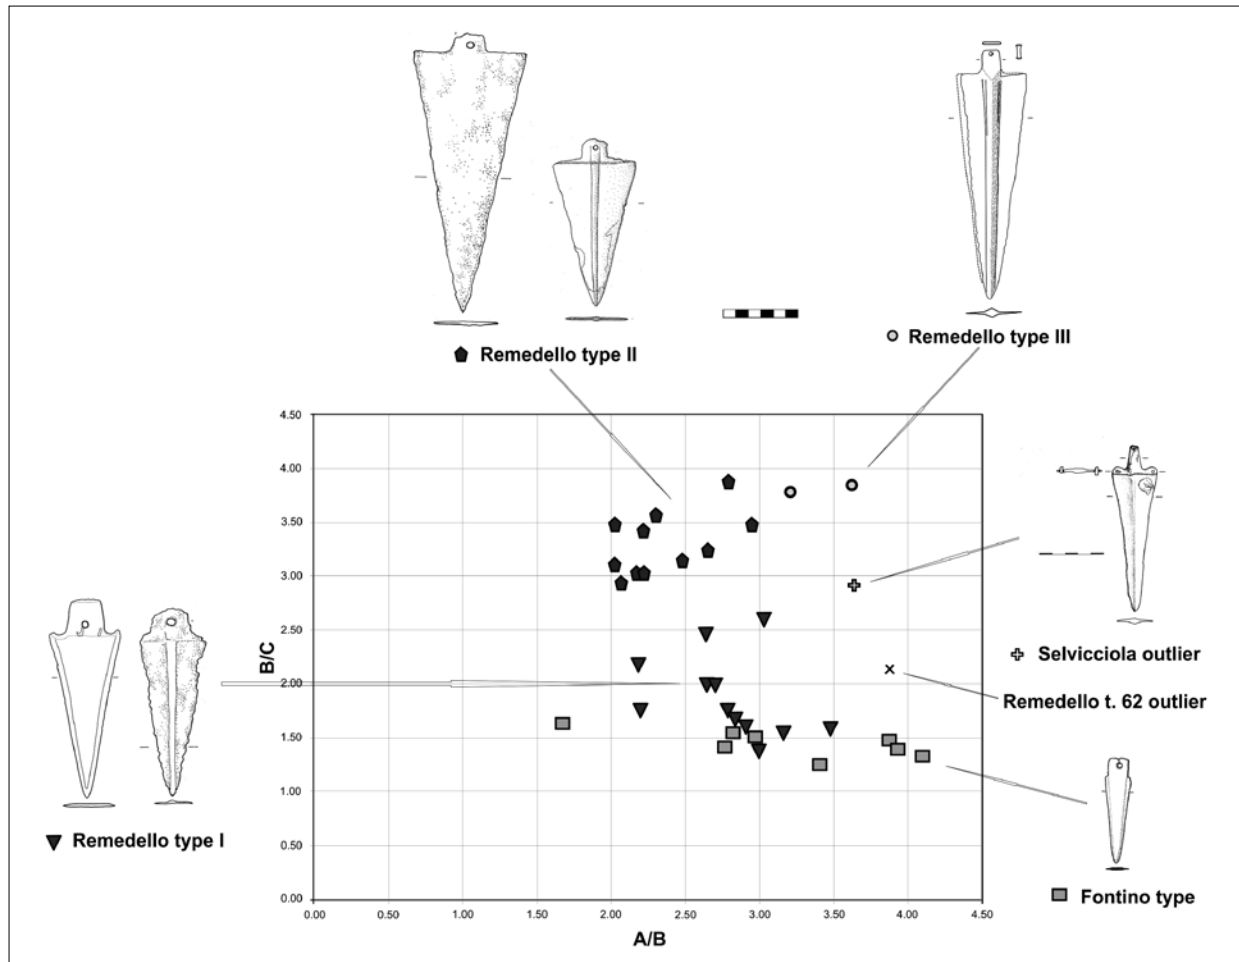 Remedello type II
Remedello type III
B/C
4.50
4.00
3.50
3.00
2.50
2.00
1.50
1.00
0.50
0.00
0.00
0.50
1.00
1.50
2.00
2.50
3.00
3.50
4.00
4.50
A/B
Selvicciola outlier
Remedello t. 62 outlier
Remedello type I
Fontino type